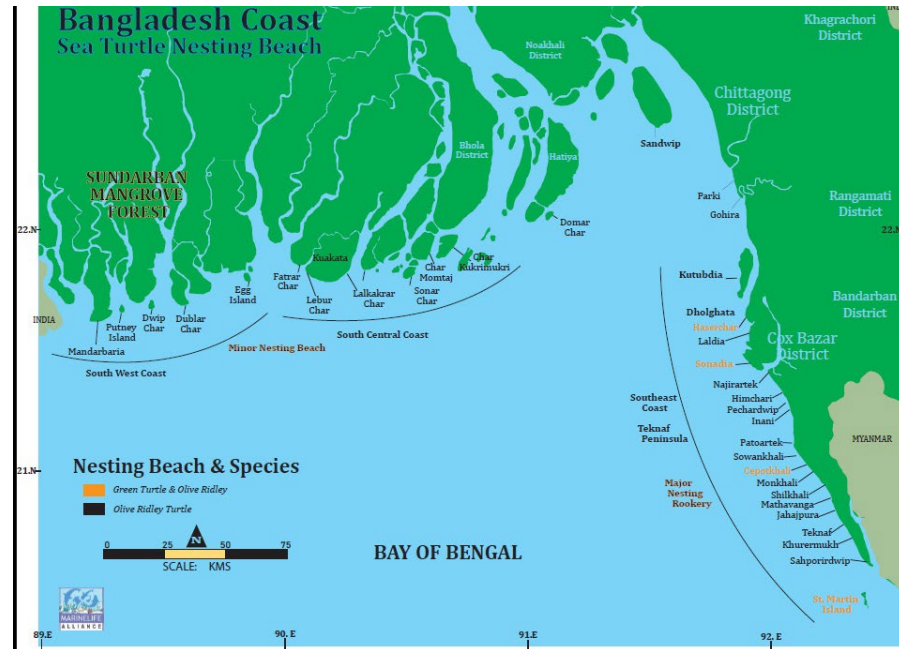 Bangladesh Coast
Sea Turtle Nesting Beach
Khagrachori
District
Noakhali
District
Chittagong
District
Sandwip
Bhola
District
Hatiya
SUNDARBAN
MANGROVE
FOREST
Parki
Gohira
Rangamati
District
22.N
Domar
Char
Kuakata
Char
Kukrimukri
Char
Momtaj
Fatrar
Char
Egg
Island
Lebur
Char
Lalkakrar
Char
Sonar
Char
Kutubdia
Bandarban
District
INDIA
Putney
Island
Dwip
Char
Dublar
Char
Mandarbaria
South West Coast
Minor Nesting Beach
South Central Coast
Dholghata
Haserchar
Laldia
Cox Bazar
District
Sonadia
Najirartek
Himchari
Pechardwip
Inani
Southeast
Coast
Teknaf
Peninsula
Patoartek
Sowankhali
Cepotkhali
Monkhali
Shilkhali
Mathavanga
Jahajpura
Teknaf
Khurermukh
Sahporirdwip
MYANMAR
21.N
Major
Nesting
Rookery
Nesting Beach & Species
Green Turtle & Olive Ridley
Olive Ridley Turtle
N
0 25 50 75
SCALE: KMS
BAY OF BENGAL
St. Martin
Island
MARINELIFE
ALLIANCE
89.E
90. E
91. E
92. E